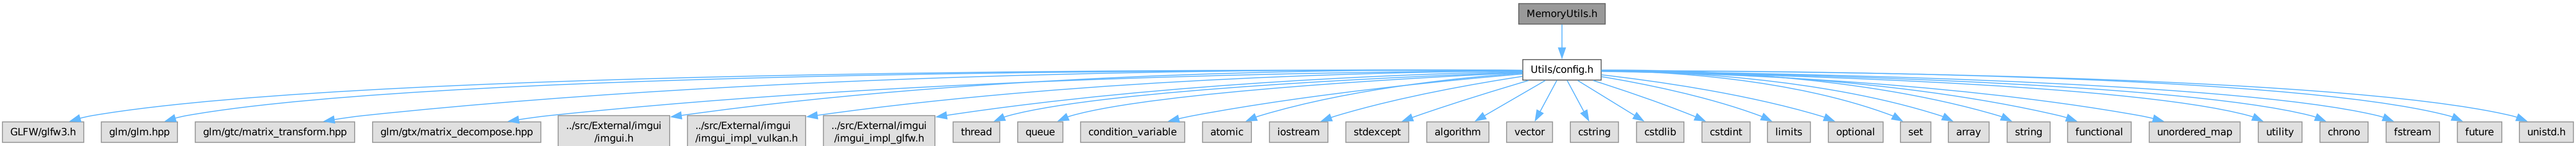 MemoryUtils.h
Utils/config.h
GLFW/glfw3.h
glm/glm.hpp
glm/gtc/matrix_transform.hpp
glm/gtx/matrix_decompose.hpp
../src/External/imgui
/imgui.h
../src/External/imgui
/imgui_impl_vulkan.h
../src/External/imgui
/imgui_impl_glfw.h
thread
queue
condition_variable
atomic
iostream
stdexcept
algorithm
vector
cstring
cstdlib
cstdint
limits
optional
set
array
string
functional
unordered_map
utility
chrono
fstream
future
unistd.h